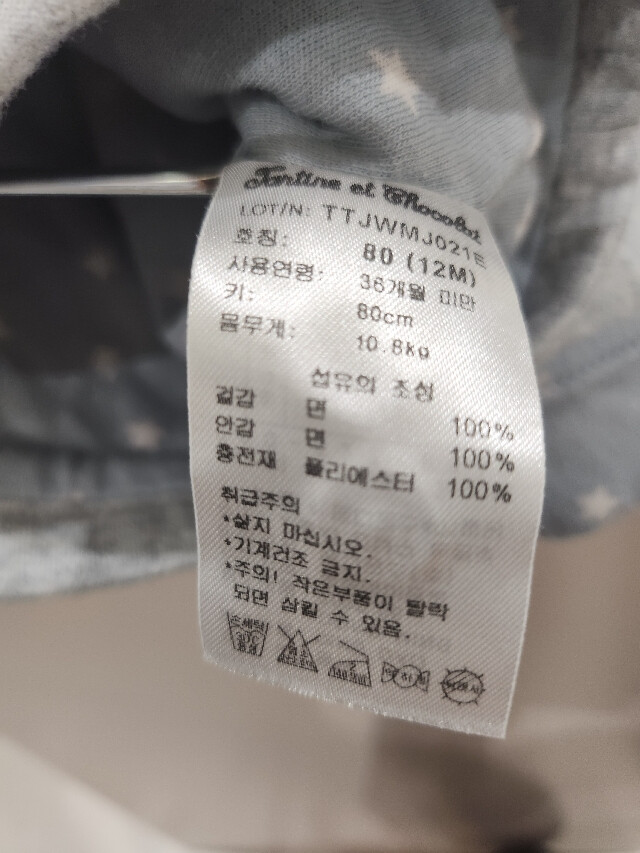 Tartine et Chocolat
LOT/N: TTJWMJ021E
호칭: 80 (12M)
사용연령: 36개월 미만
키: 80cm
몸무게: 10.6kg
섬유의 조성
겉감 면 100%
안감 면 100%
충전재 폴리에스터 100%
취급주의
*삶지 마십시오.
*기계건조 금지.
*주의! 작은부품이 탈락
되면 삼킬 수 있음.